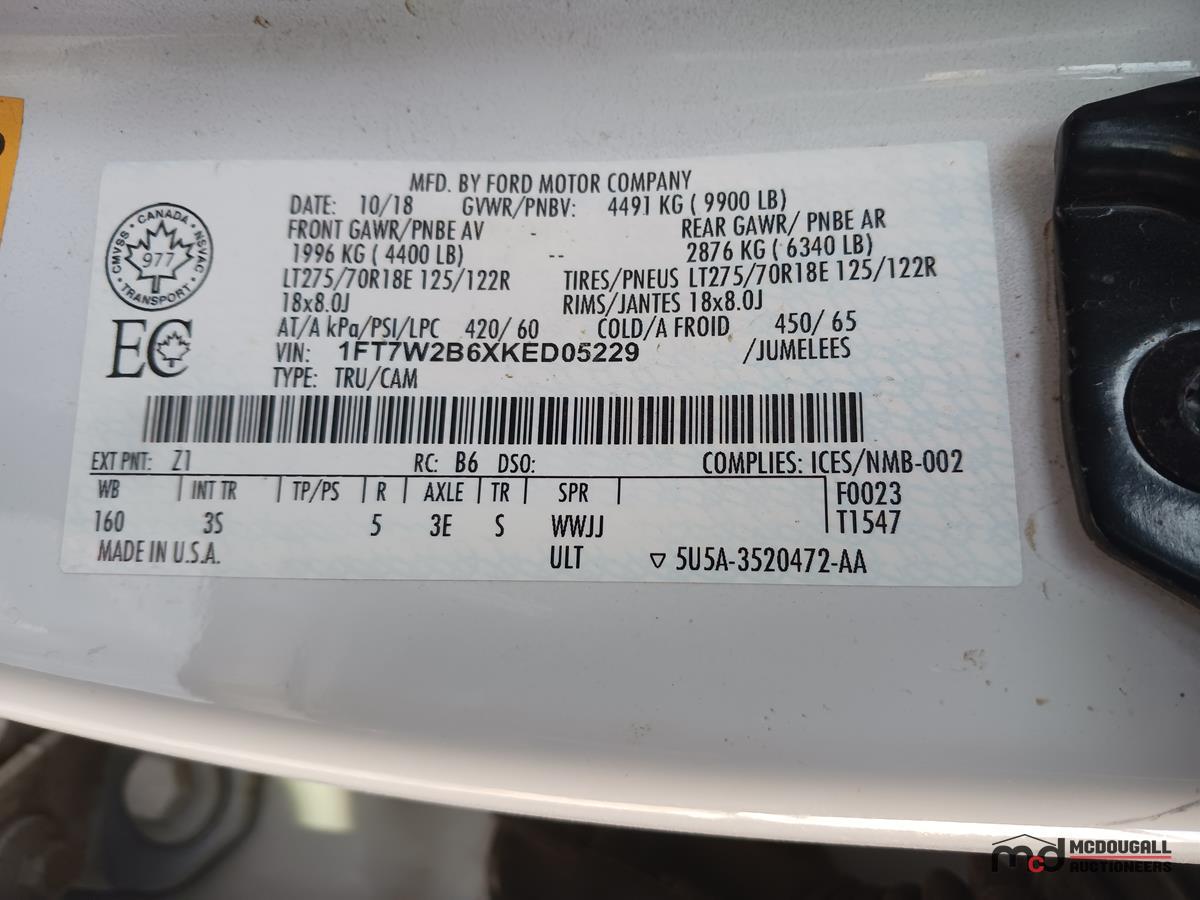 MFD. BY FORD MOTOR COMPANY
DATE: 10/18 GVWR/PNBV: 4491 KG ( 9900 LB)
FRONT GAWR/PNBE AV REAR GAWR/ PNBE AR
1996 KG ( 4400 LB) -- 2876 KG ( 6340 LB)
LT275/70R18E 125/122R TIRES/PNEUS LT275/70R18E 125/122R
18x8.0J RIMS/JANTES 18x8.0J
AT/A kPa/PSI/LPC 420/ 60 COLD/A FROID 450/ 65
VIN: 1FT7W2B6XKED05229 /JUMELEES
TYPE: TRU/CAM
CANADA
CMVSS 977 NSVAC
TRANSPORT
EC
EXT PNT: Z1 RC: B6 DSO: COMPLIES: ICES/NMB-002
WB INT TR TP/PS R AXLE TR SPR F0023
160 3S 5 3E S WWJJ T1547
MADE IN U.S.A. ULT 5U5A-3520472-AA
mcd MCDOUGALL
AUCTIONEERS